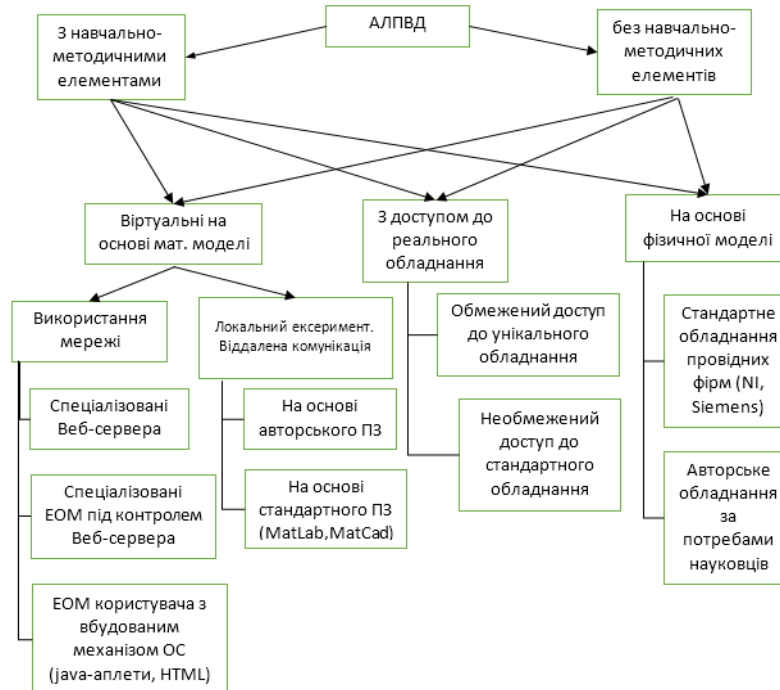 З навчально-
методичними
елементами
АЛПВД
без навчально-
методичних
елементів
Віртуальні на
основі мат. моделі
З доступом до
реального
обладнання
На основі
фізичної моделі
Використання
мережі
Локальний ексеримент.
Віддалена комунікація
Обмежений доступ
до унікального
обладнання
Стандартне
обладнання
провідних
фірм (NI,
Siemens)
Спеціалізовані
Веб-сервера
На основі
авторського ПЗ
Необмежений
доступ до
стандартного
обладнання
Спеціалізовані
ЕОМ під контролем
Веб-сервера
На основі
стандартного ПЗ
(MatLab,MatCad)
Авторське
обладнання
за
потребами
науковців
ЕОМ користувача з
вбудованим
механізмом ОС
(java-аплети, HTML)